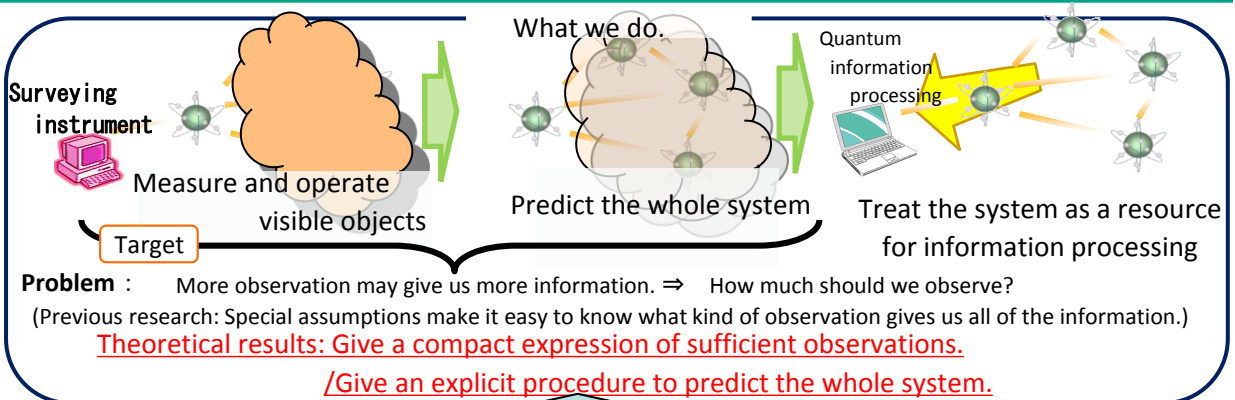 What we do.
Surveying
instrument
Quantum
information
processing
Measure and operate
visible objects
Predict the whole system
Treat the system as a resource
for information processing
Target
Problem : More observation may give us more information. ⇒ How much should we observe?
(Previous research: Special assumptions make it easy to know what kind of observation gives us all of the information.)
Theoretical results: Give a compact expression of sufficient observations.
/Give an explicit procedure to predict the whole system.